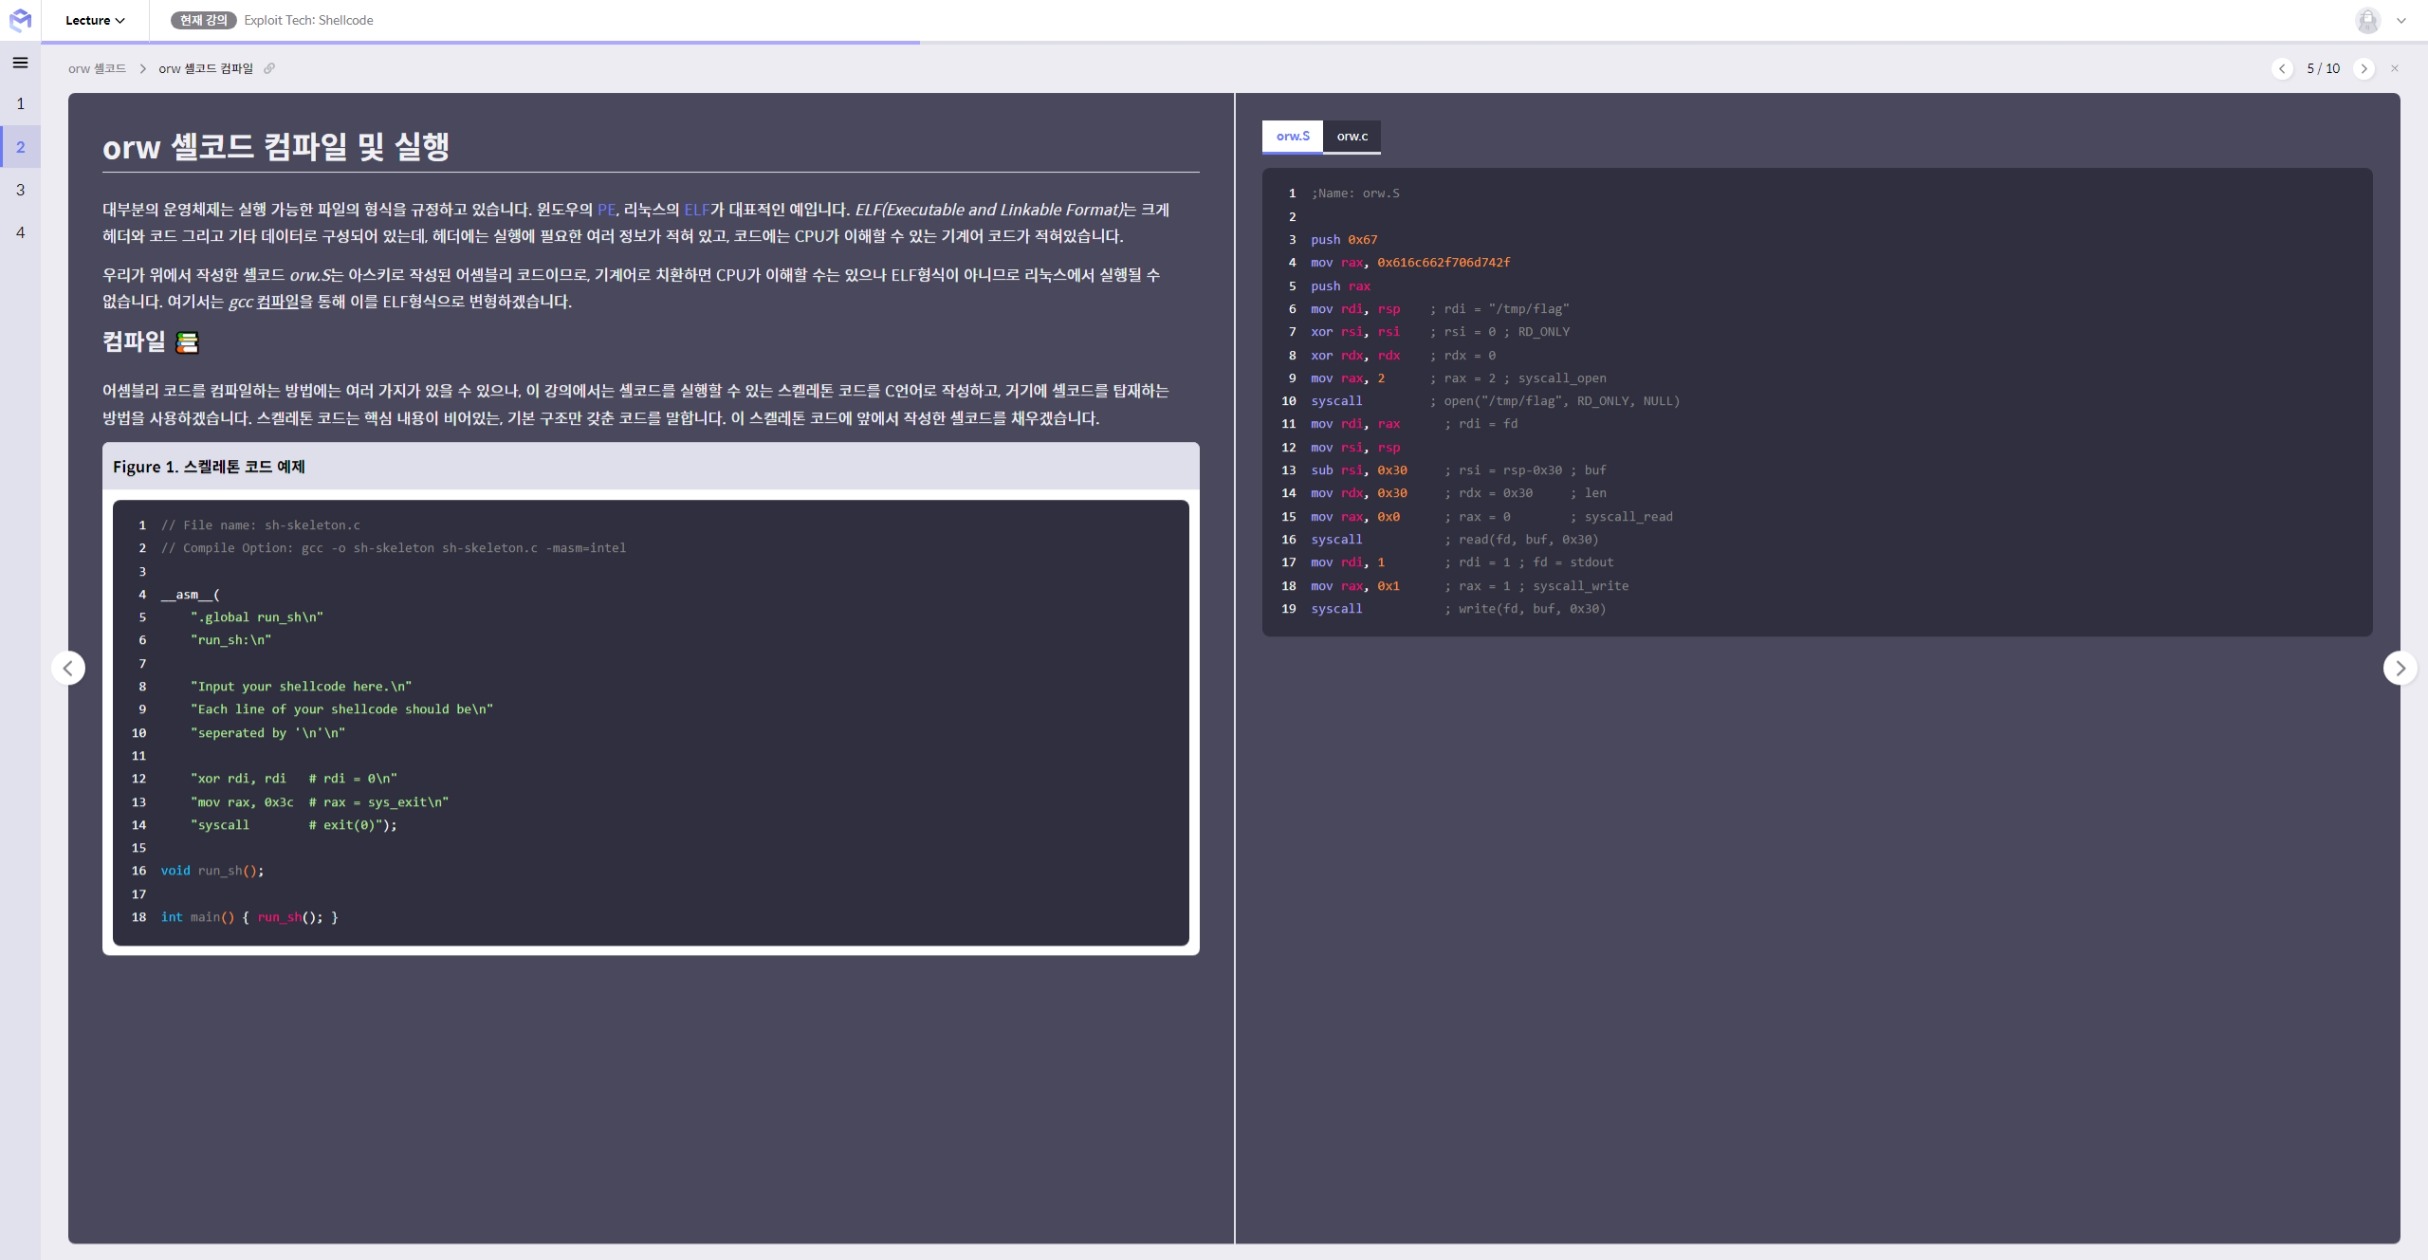 Lecture
현재 강의 Exploit Tech: Shellcode
orw 셸코드 > orw 셸코드 컴파일
5 / 10
1
2
3
4
orw 셸코드 컴파일 및 실행
대부분의 운영체제는 실행 가능한 파일의 형식을 규정하고 있습니다. 윈도우의 PE, 리눅스의 ELF가 대표적인 예입니다. ELF(Executable and Linkable Format)는 크게
헤더와 코드 그리고 기타 데이터로 구성되어 있는데, 헤더에는 실행에 필요한 여러 정보가 적혀 있고, 코드에는 CPU가 이해할 수 있는 기계어 코드가 적혀있습니다.
우리가 위에서 작성한 셸코드 orw.S는 아스키로 작성된 어셈블리 코드이므로, 기계어로 치환하면 CPU가 이해할 수는 있으나 ELF형식이 아니므로 리눅스에서 실행될 수
없습니다. 여기서는 gcc 컴파일을 통해 이를 ELF형식으로 변형하겠습니다.
컴파일
어셈블리 코드를 컴파일하는 방법에는 여러 가지가 있을 수 있으나, 이 강의에서는 셸코드를 실행할 수 있는 스켈레톤 코드를 C언어로 작성하고, 거기에 셸코드를 탑재하는
방법을 사용하겠습니다. 스켈레톤 코드는 핵심 내용이 비어있는, 기본 구조만 갖춘 코드를 말합니다. 이 스켈레톤 코드에 앞에서 작성한 셸코드를 채우겠습니다.
Figure 1. 스켈레톤 코드 예제
1 // File name: sh-skeleton.c
2 // Compile Option: gcc -o sh-skeleton sh-skeleton.c -masm=intel
3
4 __asm__(
5     ".global run_sh\n"
6     "run_sh:\n"
7
8     "Input your shellcode here.\n"
9     "Each line of your shellcode should be\n"
10     "seperated by '\n'\n"
11
12     "xor rdi, rdi   # rdi = 0\n"
13     "mov rax, 0x3c  # rax = sys_exit\n"
14     "syscall        # exit(0)");
15
16 void run_sh();
17
18 int main() { run_sh(); }
orw.S orw.c
1 ;Name: orw.S
2
3 push 0x67
4 mov rax, 0x616c662f706d742f
5 push rax
6 mov rdi, rsp    ; rdi = "/tmp/flag"
7 xor rsi, rsi    ; rsi = 0 ; RD_ONLY
8 xor rdx, rdx    ; rdx = 0
9 mov rax, 2      ; rax = 2 ; syscall_open
10 syscall         ; open("/tmp/flag", RD_ONLY, NULL)
11 mov rdi, rax      ; rdi = fd
12 mov rsi, rsp
13 sub rsi, 0x30     ; rsi = rsp-0x30 ; buf
14 mov rdx, 0x30     ; rdx = 0x30     ; len
15 mov rax, 0x0      ; rax = 0        ; syscall_read
16 syscall           ; read(fd, buf, 0x30)
17 mov rdi, 1        ; rdi = 1 ; fd = stdout
18 mov rax, 0x1      ; rax = 1 ; syscall_write
19 syscall           ; write(fd, buf, 0x30)